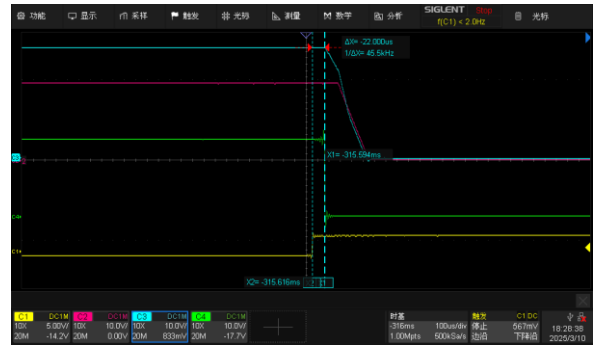 功能 显示 采样 触发 光标 测量 数学 分析 SIGLENT Stop 光标
f(C1) < 2.0Hz
ΔX= -22.000us
1/ΔX= 45.5kHz
X1= -315.594ms
C3
C4
C1
X2= -315.616ms
C1 DC1M C2 DC1M C3 DC1M C4 DC1M 时基 触发 C1 DC
10X 5.00V/ 10X 10.0V/ 10X 10.0V/ 10X 10.0V/ -316ms 100us/div 停止 567mV 18:28:38
20M -14.2V 20M 0.00V 20M 833mV 20M -17.7V 1.00Mpts 500kSa/s 边沿 下降沿 2025/3/10